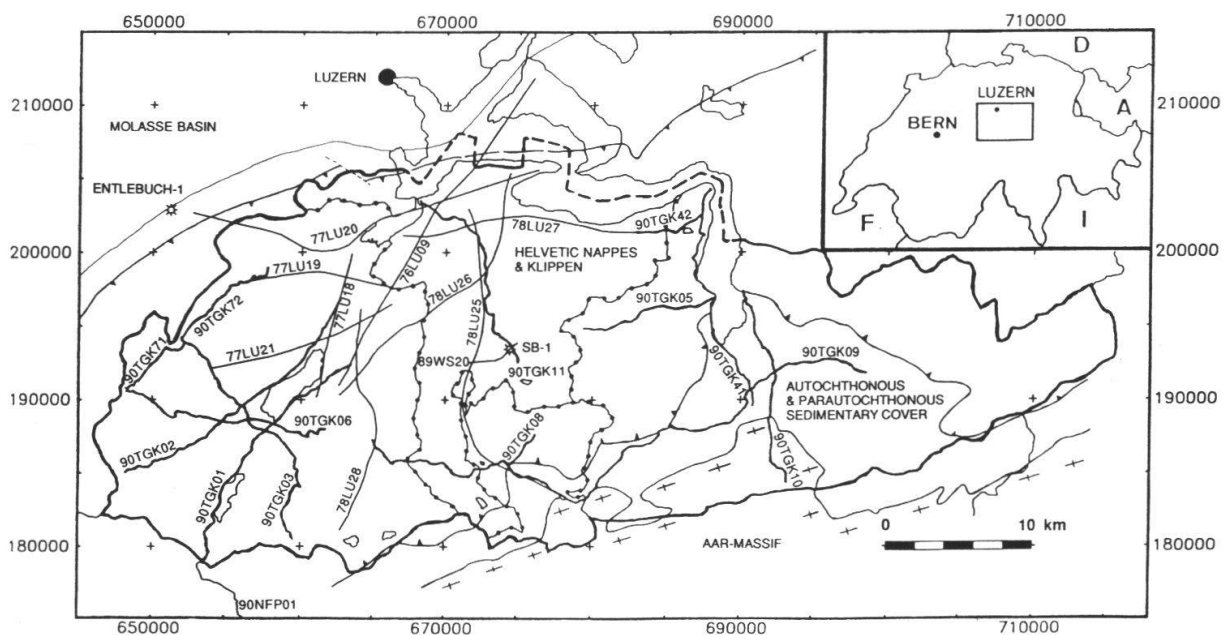 650000 670000 690000 710000
D
LUZERN
LUZERN
210000
A
210000
MOLASSE BASIN
BERN
ENTLEBUCH-1
F
I
90TGK42
78LU27
77LU20
76LU09
200000
200000
HELVETIC NAPPES
& KLIPPEN
77LU19
78LU26
90TGK72
77LU18
90TGK05
78LU25
90TGK71
77LU21
SB-1
89WS20
90TGK11
90TGK41
90TGK09
AUTOCHTHONOUS
& PARAUTOCHTHONOUS
SEDIMENTARY COVER
190000
190000
90TGK06
90TGK08
90TGK02
90TGK01
90TGK03
78LU28
90TGK10
0 10 km
180000
180000
AAR-MASSIF
90NFP01
650000 670000 690000 710000